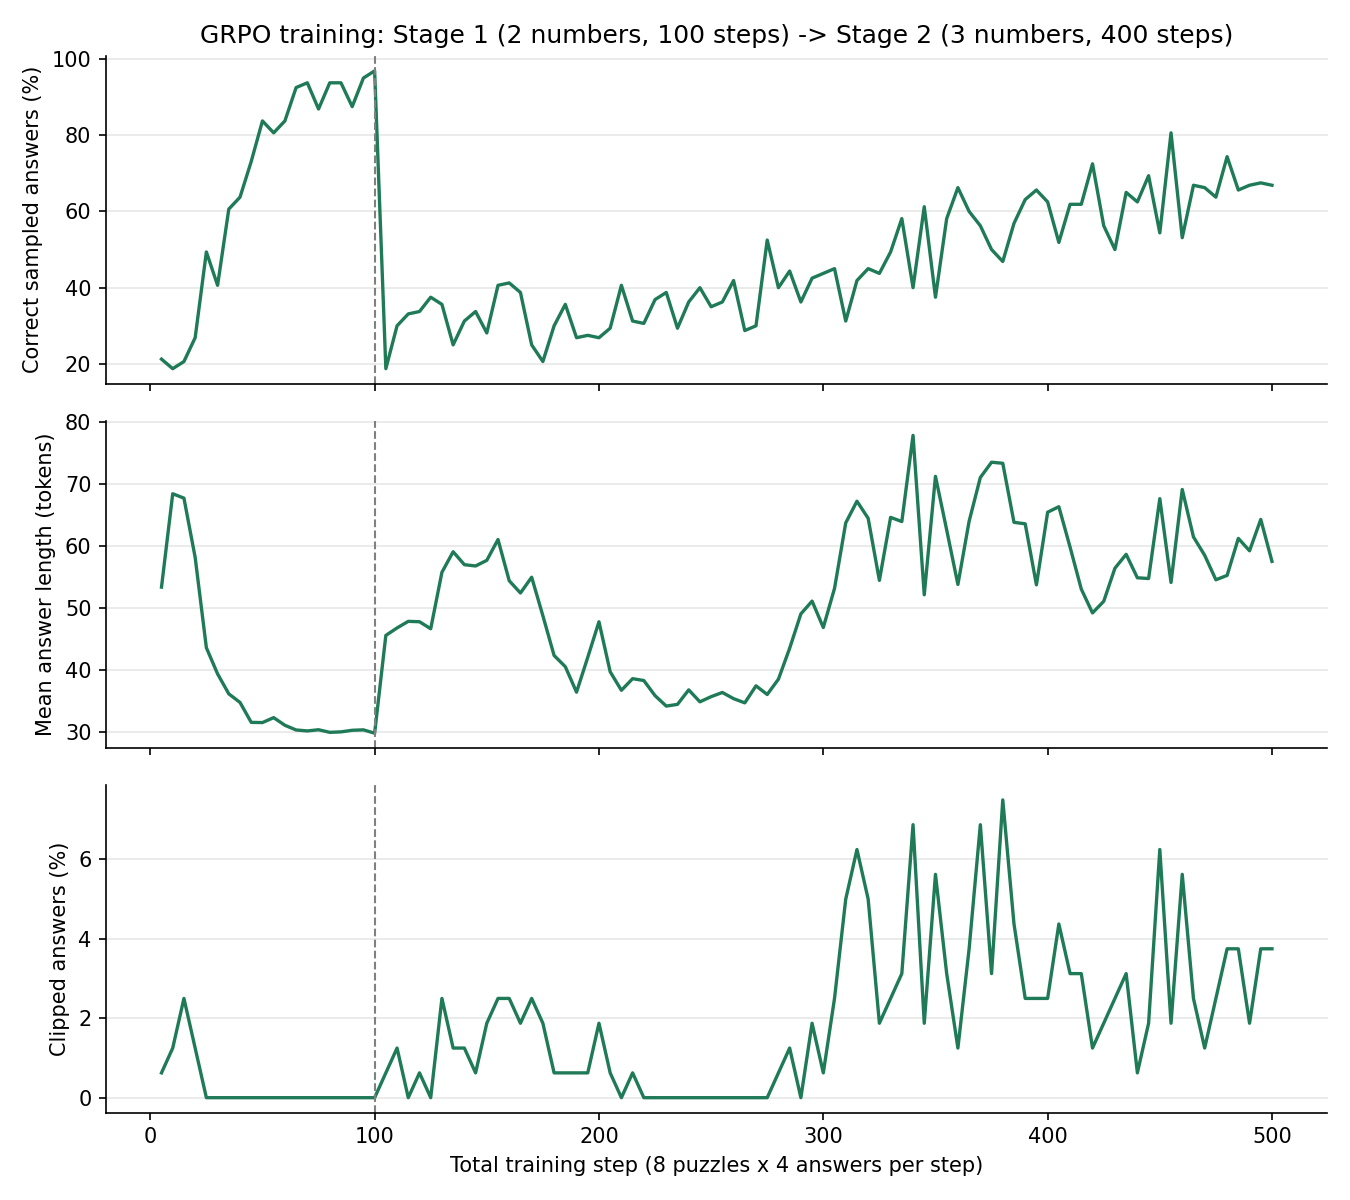 GRPO training: Stage 1 (2 numbers, 100 steps) -> Stage 2 (3 numbers, 400 steps)
Correct sampled answers (%)
100
80
60
40
20
Mean answer length (tokens)
80
70
60
50
40
30
Clipped answers (%)
6
4
2
0
0 100 200 300 400 500
Total training step (8 puzzles x 4 answers per step)